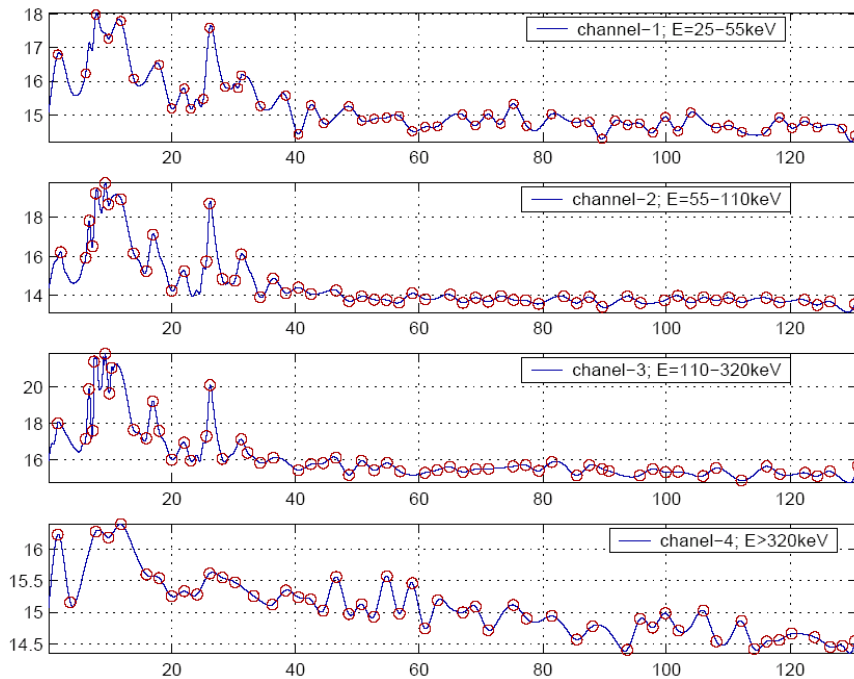 18
17
16
15
channel−1; E=25−55keV
20 40 60 80 100 120
18
16
14
channel−2; E=55−110keV
20 40 60 80 100 120
20
18
16
channel−3; E=110−320keV
20 40 60 80 100 120
16
15.5
15
14.5
chanel−4; E>320keV
20 40 60 80 100 120